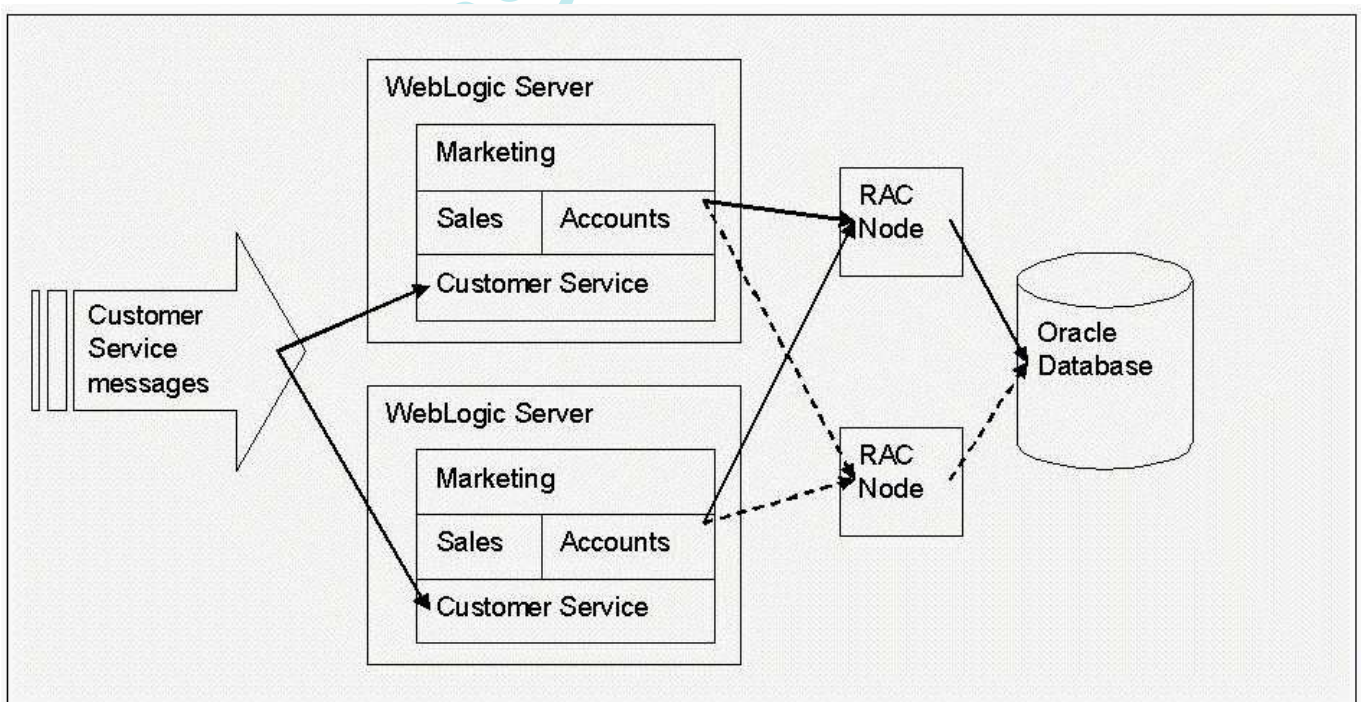 Customer
Service
messages
WebLogic Server
Marketing
Sales
Accounts
Customer Service
WebLogic Server
Marketing
Sales
Accounts
Customer Service
RAC
Node
RAC
Node
Oracle
Database